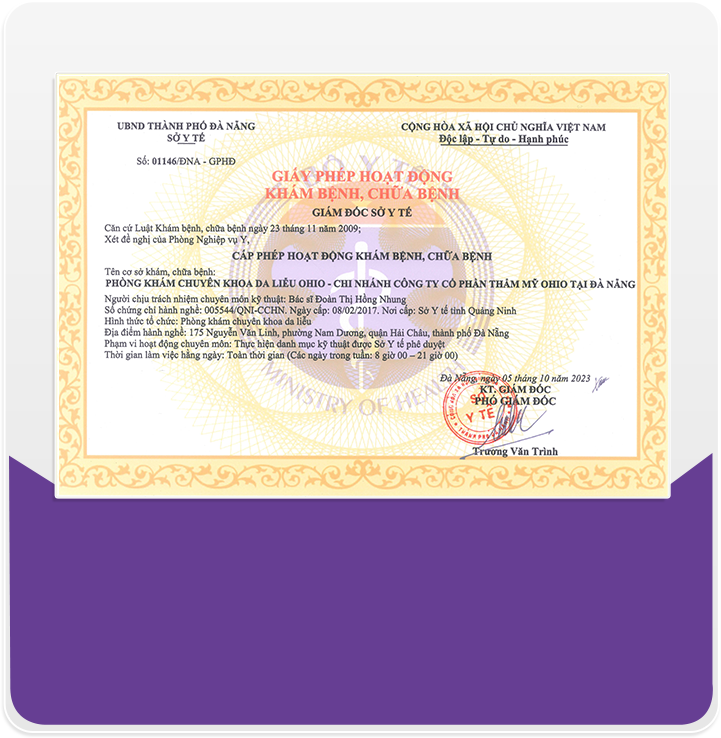 UBND THÀNH PHỐ ĐÀ NẴNG
SỞ Y TẾ
CỘNG HÒA XÃ HỘI CHỦ NGHĨA VIỆT NAM
Độc lập - Tự do - Hạnh phúc
Số: 01146/ĐNA - GPHĐ
SỞ Y TẾ
GIẤY PHÉP HOẠT ĐỘNG
KHÁM BỆNH, CHỮA BỆNH
GIÁM ĐỐC SỞ Y TẾ
Căn cứ Luật Khám bệnh, chữa bệnh ngày 23 tháng 11 năm 2009;
Xét đề nghị của Phòng Nghiệp vụ Y,
CẤP PHÉP HOẠT ĐỘNG KHÁM BỆNH, CHỮA BỆNH
Tên cơ sở khám, chữa bệnh:
PHÒNG KHÁM CHUYÊN KHOA DA LIỄU OHIO - CHI NHÁNH CÔNG TY CỔ PHẦN THẨM MỸ OHIO TẠI ĐÀ NẴNG
Người chịu trách nhiệm chuyên môn kỹ thuật: Bác sĩ Đoàn Thị Hồng Nhung
Số chứng chỉ hành nghề: 005544/QNI-CCHN. Ngày cấp: 08/02/2017. Nơi cấp: Sở Y tế tỉnh Quảng Ninh
Hình thức tổ chức: Phòng khám chuyên khoa da liễu
Địa điểm hành nghề: 175 Nguyễn Văn Linh, phường Nam Dương, quận Hải Châu, thành phố Đà Nẵng
Phạm vi hoạt động chuyên môn: Thực hiện danh mục kỹ thuật được Sở Y tế phê duyệt
Thời gian làm việc hằng ngày: Toàn thời gian (Các ngày trong tuần: 8 giờ 00 – 21 giờ 00)
MINISTRY OF HEALTH
Đà Nẵng, ngày 05 tháng 10 năm 2023
KT. GIÁM ĐỐC
PHÓ GIÁM ĐỐC
SỞ
Y TẾ
Trương Văn Trình